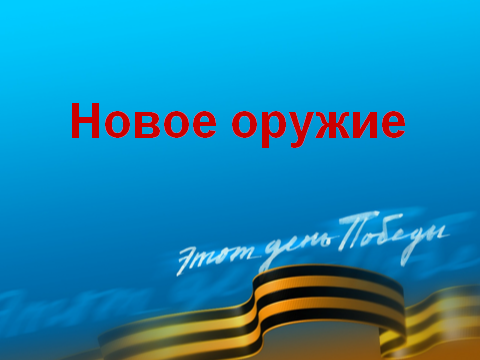 Новое оружие
Этот день Победы